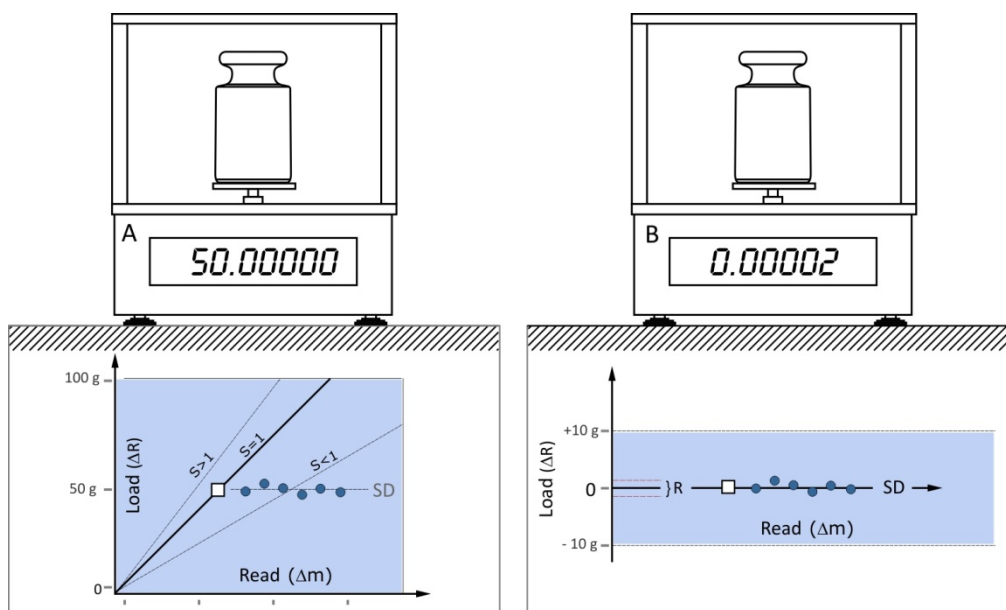 A
50.00000
B
0.00002
100 g
50 g
0
Load (ΔR)
S>1
S=1
S<1
SD
Read (Δm)
+10 g
0
- 10 g
Load (ΔR)
}R
SD
Read (Δm)